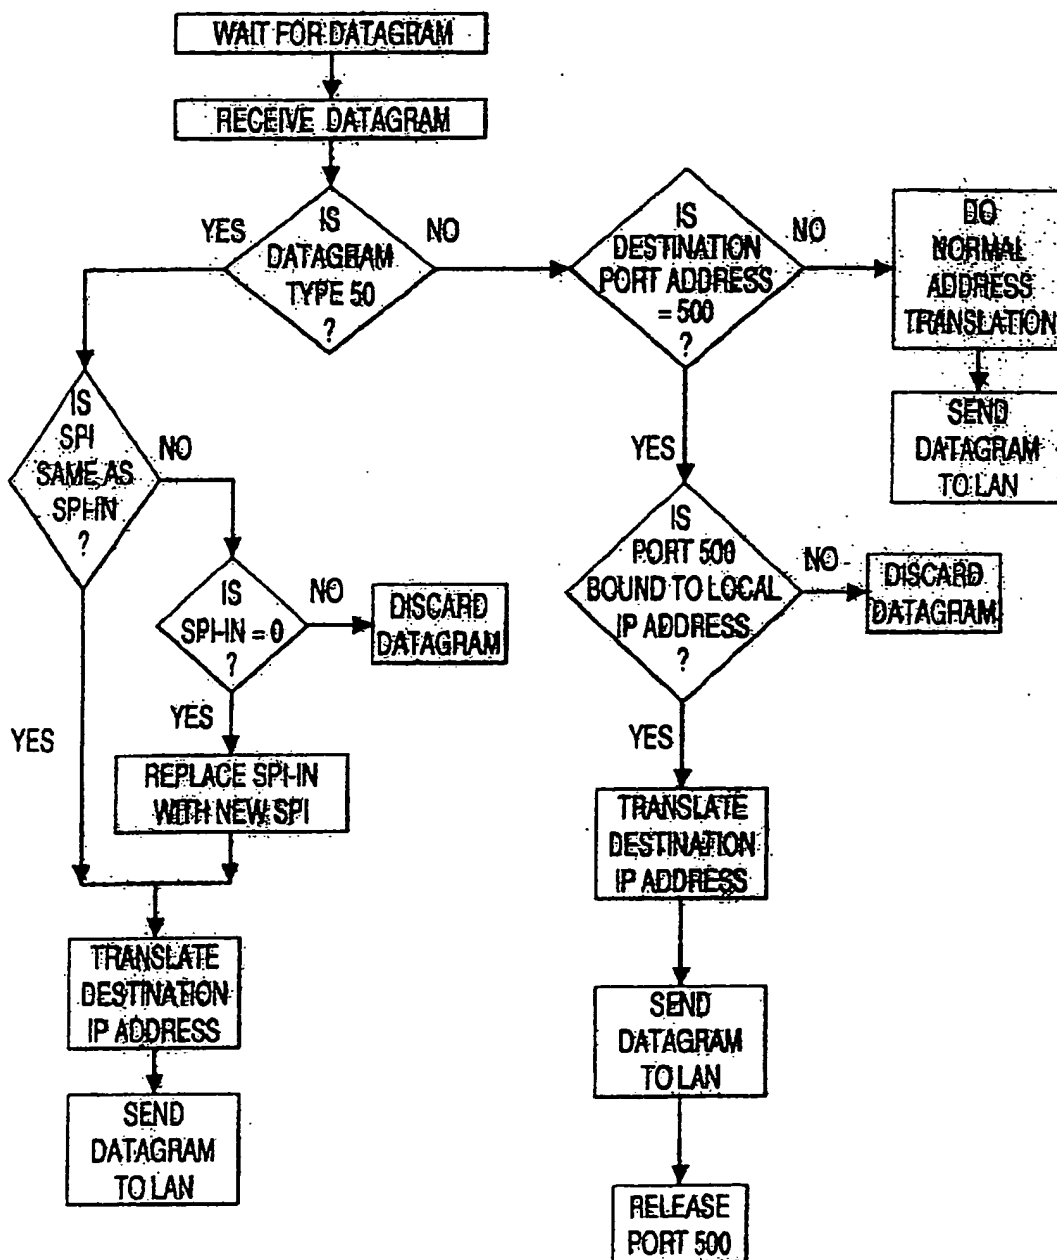 WAIT FOR DATAGRAM
RECEIVE DATAGRAM
IS
DATAGRAM
TYPE 50
?
YES
NO
IS
DESTINATION
PORT ADDRESS
= 500
?
NO
DO
NORMAL
ADDRESS
TRANSLATION
SEND
DATAGRAM
TO LAN
IS
SPI
SAME AS
SPI-IN
?
NO
YES
IS
SPI-IN = 0
?
NO
DISCARD
DATAGRAM
YES
REPLACE SPI-IN
WITH NEW SPI
TRANSLATE
DESTINATION
IP ADDRESS
SEND
DATAGRAM
TO LAN
YES
IS
PORT 500
BOUND TO LOCAL
IP ADDRESS
?
NO
DISCARD
DATAGRAM
YES
TRANSLATE
DESTINATION
IP ADDRESS
SEND
DATAGRAM
TO LAN
RELEASE
PORT 500